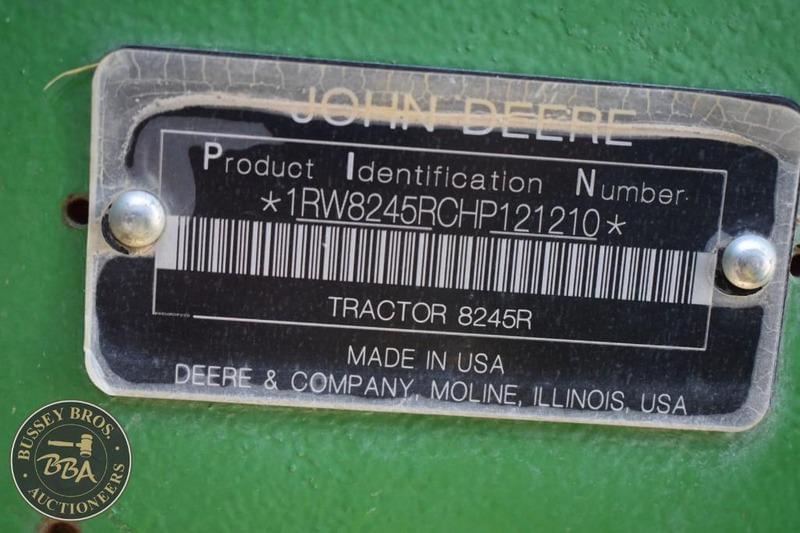 JOHN DEERE
Product Identification Number
*1RW8245RCHP121210*
TRACTOR 8245R
MADE IN USA
DEERE & COMPANY, MOLINE, ILLINOIS, USA
BUSSEY BROS.
BBA
AUCTIONEERS